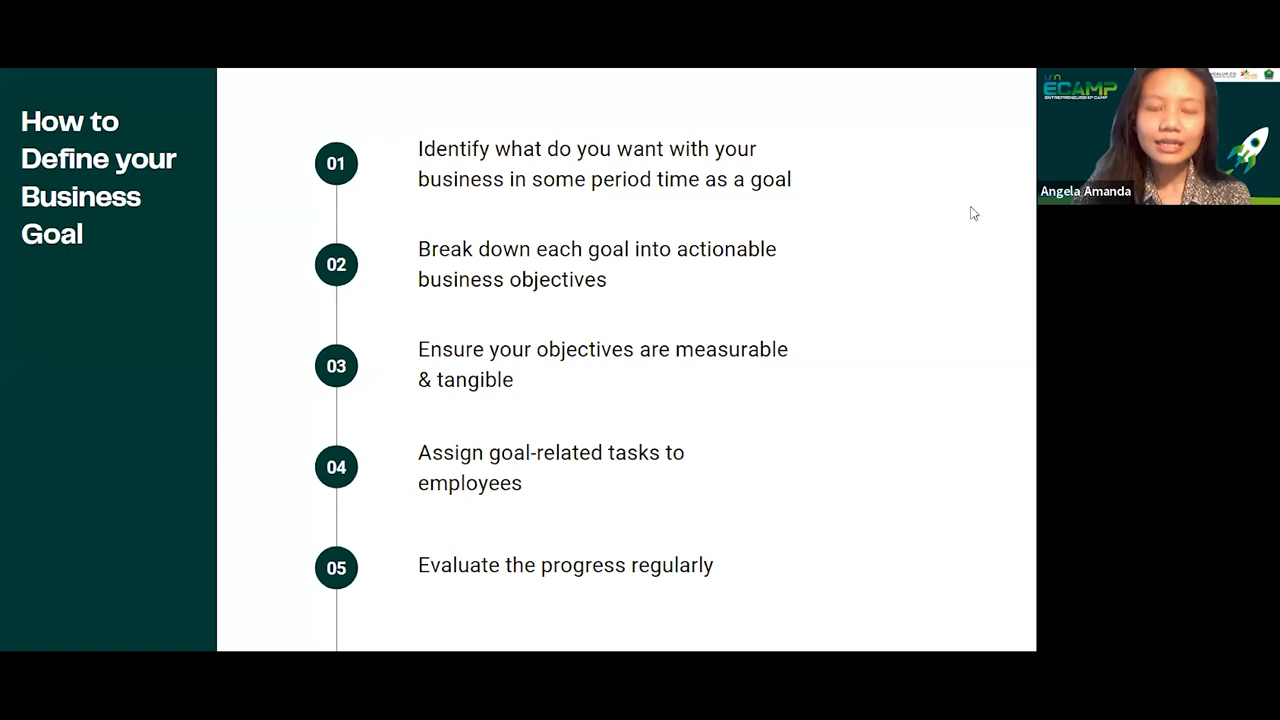 How to
Define your
Business
Goal
01
Identify what do you want with your
business in some period time as a goal
02
Break down each goal into actionable
business objectives
03
Ensure your objectives are measurable
& tangible
04
Assign goal-related tasks to
employees
05
Evaluate the progress regularly
ECAMP
ENTREPRENEURSHIP CAMP
Angela Amanda